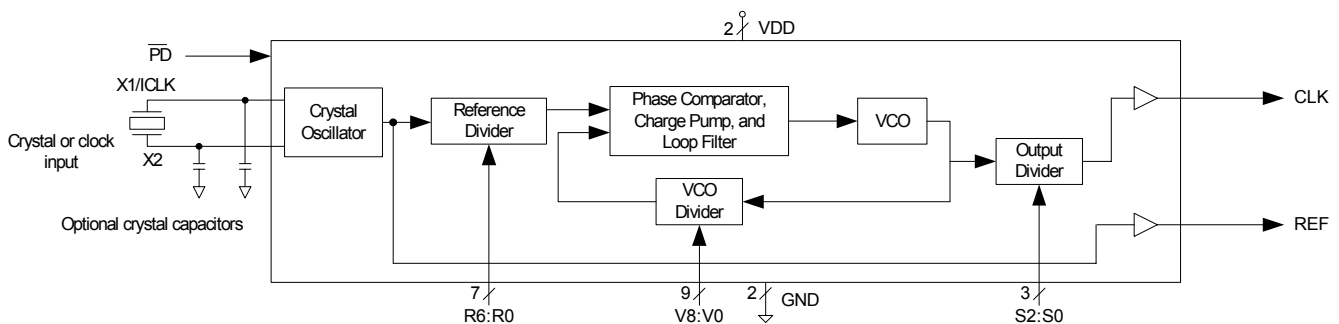 2
VDD
PD
X1/ICLK
Crystal or clock
input
X2
Optional crystal capacitors
Crystal
Oscillator
Reference
Divider
Phase Comparator,
Charge Pump, and
Loop Filter
VCO
VCO
Divider
Output
Divider
CLK
REF
7
R6:R0
9
V8:V0
2
GND
3
S2:S0